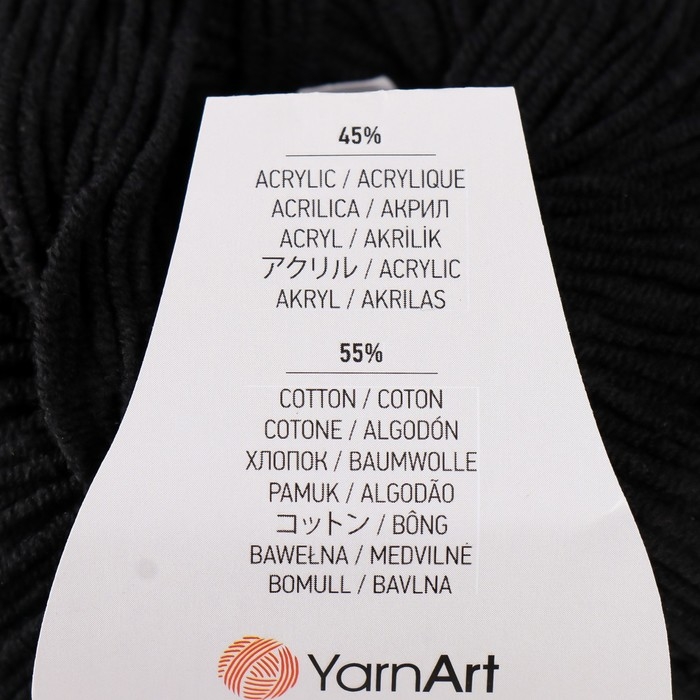 45%
ACRYLIC / ACRYLIQUE
ACRILICA / АКРИЛ
ACRYL / AKRİLİK
アクリル / ACRYLIC
AKRYL / AKRILAS
55%
COTTON / COTON
COTONE / ALGODÓN
ХЛОПОК / BAUMWOLLE
PAMUK / ALGODÃO
コットン / BÔNG
BAWEŁNA / MEDVILNĖ
BOMULL / BAVLNA
YarnArt